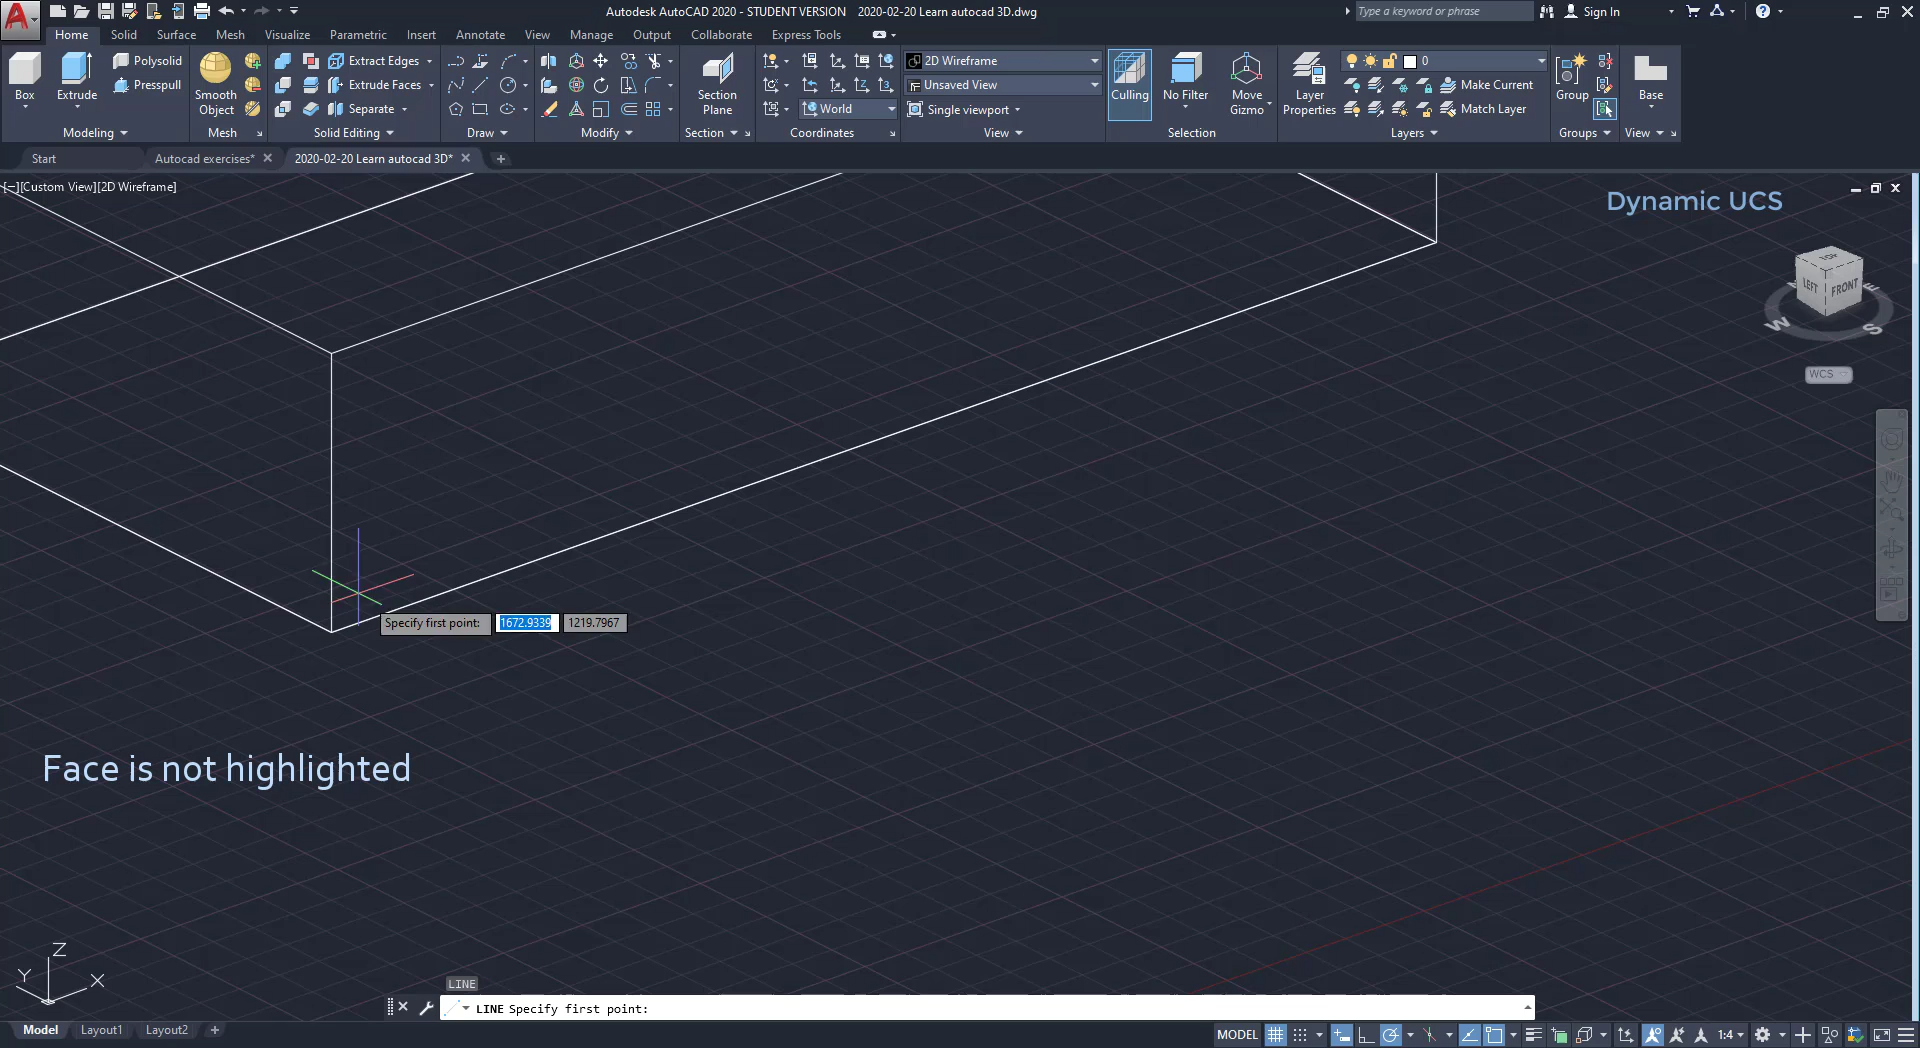 Autodesk AutoCAD 2020 - STUDENT VERSION 2020-02-20 Learn autocad 3D.dwg
Type a keyword or phrase
Sign In
Home Solid Surface Mesh Visualize Parametric Insert Annotate View Manage Output Collaborate Express Tools
Box
Extrude
Polysolid
Presspull
Modeling
Smooth Object
Mesh
Extract Edges
Extrude Faces
Separate
Solid Editing
Draw
Modify
Section Plane
Section
World
Coordinates
2D Wireframe
Unsaved View
Single viewport
View
Culling
No Filter
Move Gizmo
Selection
Layer Properties
0
Make Current
Match Layer
Layers
Group
Groups
Base
View
Start Autocad exercises* 2020-02-20 Learn autocad 3D*
[−][Custom View][2D Wireframe]
Dynamic UCS
TOP
LEFT FRONT
E
W S
WCS
Specify first point: 1672.9339 1219.7967
Face is not highlighted
Z
Y X
LINE
LINE Specify first point:
Model Layout1 Layout2
MODEL 1:4